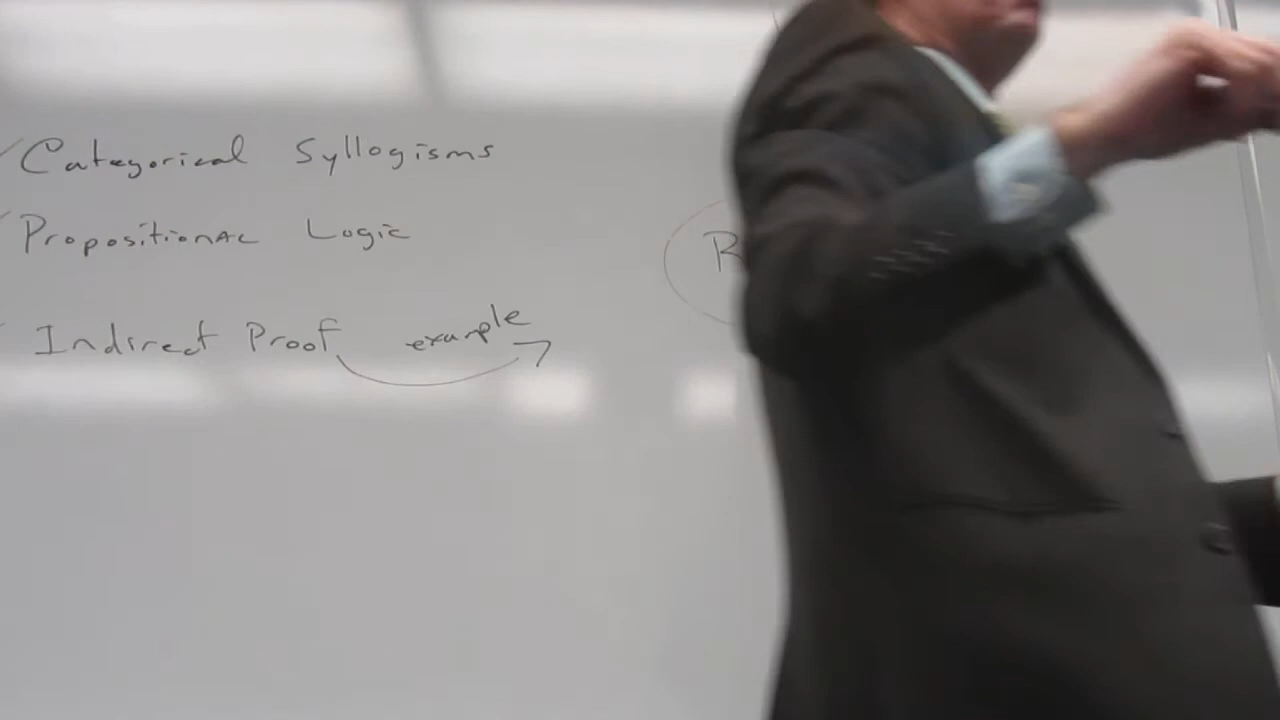 Categorical Syllogisms
Propositional Logic
Indirect Proof example